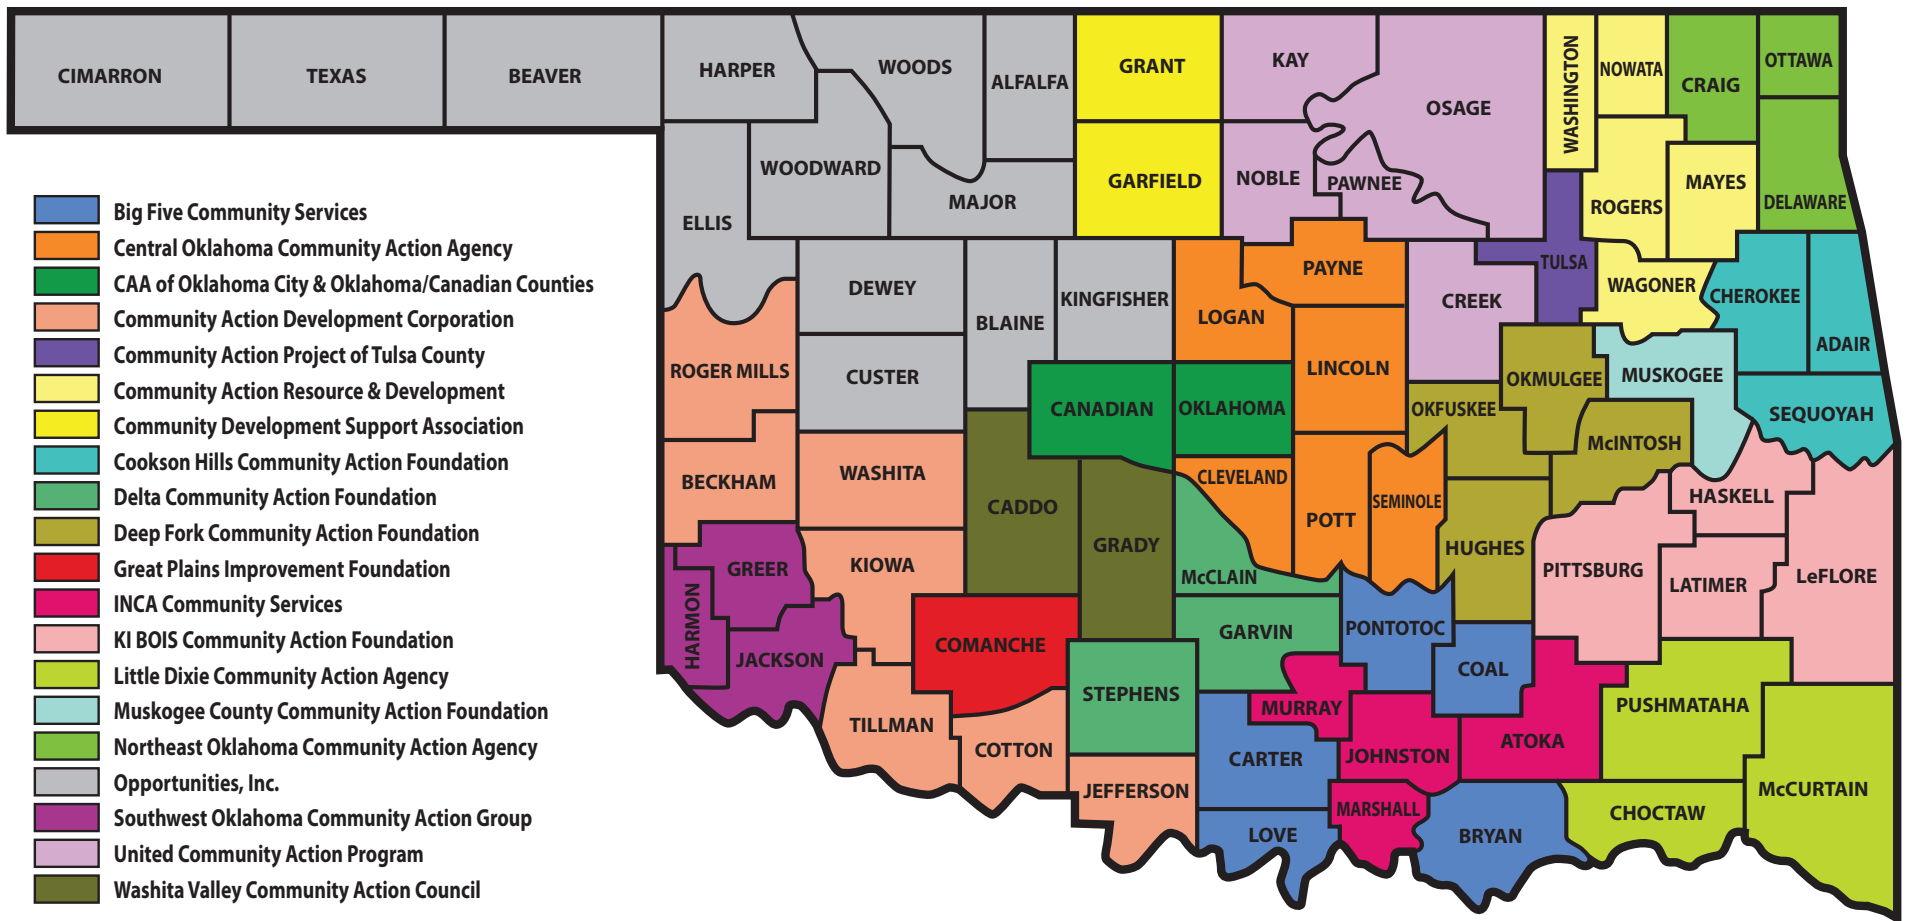 CIMARRON
TEXAS
BEAVER
HARPER
WOODS
ALFALFA
GRANT
KAY
OSAGE
WASHINGTON
NOWATA
CRAIG
OTTAWA
WOODWARD
ELLIS
MAJOR
GARFIELD
NOBLE
PAWNEE
ROGERS
MAYES
DELAWARE
DEWEY
BLAINE
KINGFISHER
LOGAN
PAYNE
CREEK
TULSA
WAGONER
CHEROKEE
ADAIR
ROGER MILLS
CUSTER
CANADIAN
OKLAHOMA
LINCOLN
OKFUSKEE
OKMULGEE
MUSKOGEE
SEQUOYAH
McINTOSH
BECKHAM
WASHITA
CADDO
GRADY
CLEVELAND
POTT
SEMINOLE
HUGHES
HASKELL
PITTSBURG
LATIMER
LeFLORE
GREER
KIOWA
HARMON
JACKSON
COMANCHE
McCLAIN
GARVIN
PONTOTOC
COAL
STEPHENS
MURRAY
PUSHMATAHA
TILLMAN
COTTON
CARTER
JOHNSTON
ATOKA
JEFFERSON
MARSHALL
LOVE
BRYAN
CHOCTAW
McCURTAIN
Big Five Community Services
Central Oklahoma Community Action Agency
CAA of Oklahoma City & Oklahoma/Canadian Counties
Community Action Development Corporation
Community Action Project of Tulsa County
Community Action Resource & Development
Community Development Support Association
Cookson Hills Community Action Foundation
Delta Community Action Foundation
Deep Fork Community Action Foundation
Great Plains Improvement Foundation
INCA Community Services
KI BOIS Community Action Foundation
Little Dixie Community Action Agency
Muskogee County Community Action Foundation
Northeast Oklahoma Community Action Agency
Opportunities, Inc.
Southwest Oklahoma Community Action Group
United Community Action Program
Washita Valley Community Action Council